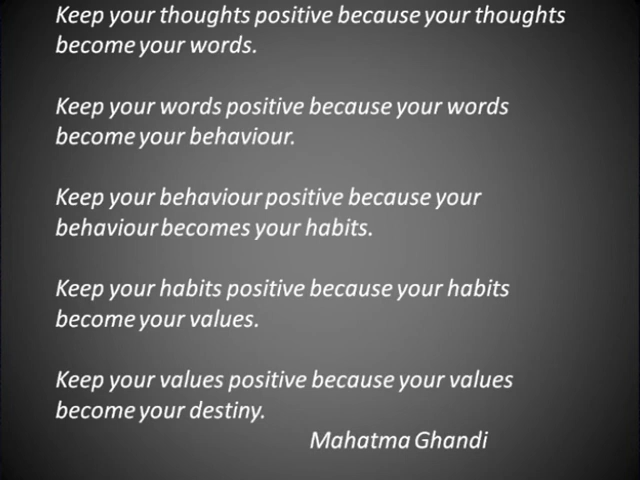 Keep your thoughts positive because your thoughts
become your words.
Keep your words positive because your words
become your behaviour.
Keep your behaviour positive because your
behaviour becomes your habits.
Keep your habits positive because your habits
become your values.
Keep your values positive because your values
become your destiny.
Mahatma Ghandi